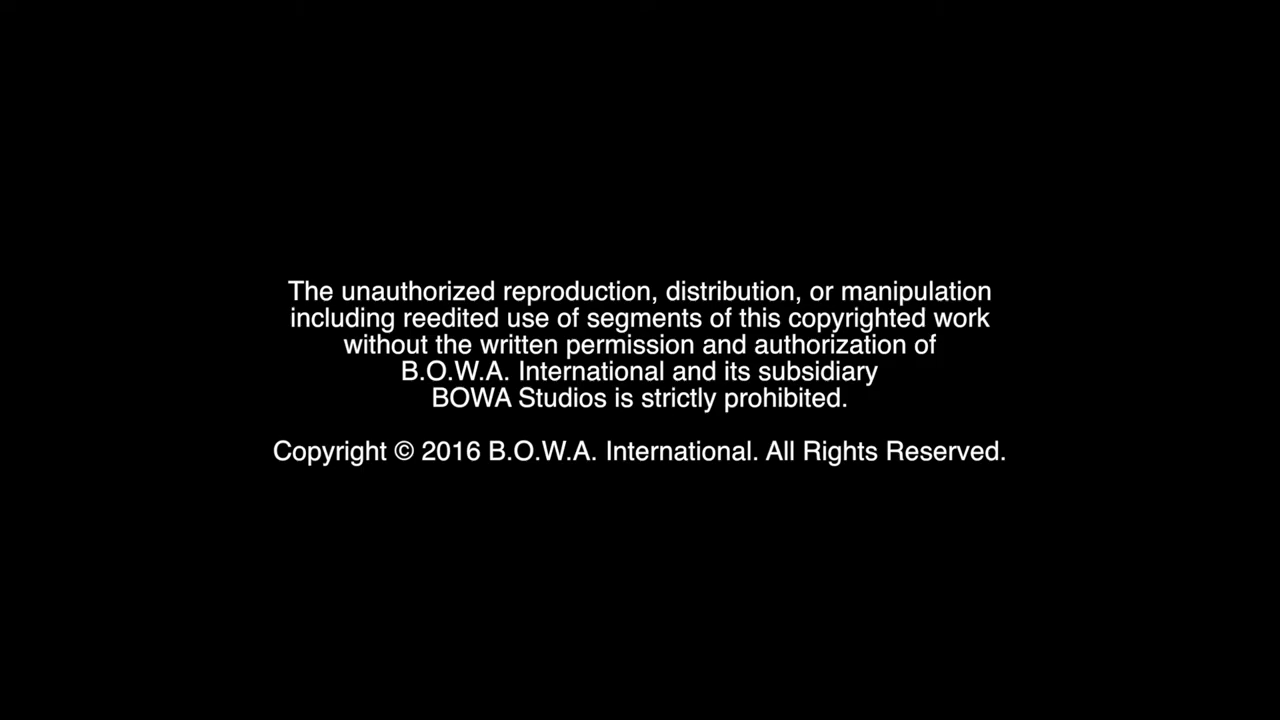 The unauthorized reproduction, distribution, or manipulation
including reedited use of segments of this copyrighted work
without the written permission and authorization of
B.O.W.A. International and its subsidiary
BOWA Studios is strictly prohibited.
Copyright © 2016 B.O.W.A. International. All Rights Reserved.